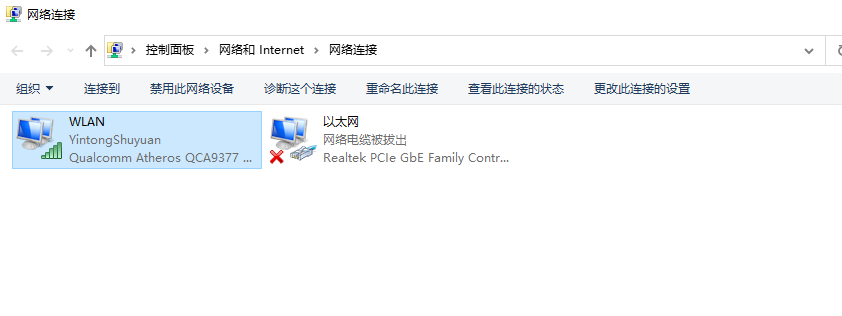 网络连接
控制面板 网络和 Internet 网络连接
组织 连接到 禁用此网络设备 诊断这个连接 重命名此连接 查看此连接的状态 更改此连接的设置
WLAN
YintongShuyuan
Qualcomm Atheros QCA9377 ...
以太网
网络电缆被拔出
Realtek PCIe GbE Family Contr...